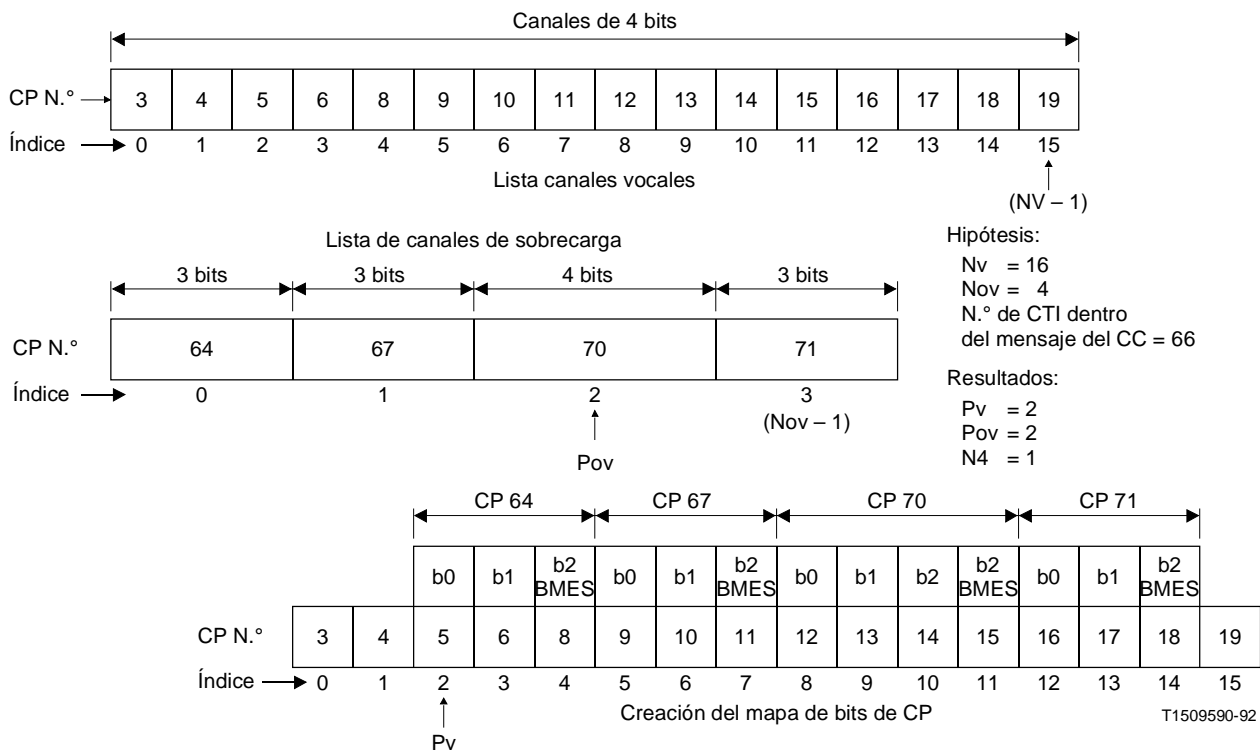 Canales de 4 bits
CP N.° 3 4 5 6 8 9 10 11 12 13 14 15 16 17 18 19
Índice 0 1 2 3 4 5 6 7 8 9 10 11 12 13 14 15
Lista canales vocales
(NV – 1)
Lista de canales de sobrecarga
3 bits 3 bits 4 bits 3 bits
CP N.° 64 67 70 71
Índice 0 1 2 3
(Nov – 1)
Pov
Hipótesis:
Nv = 16
Nov = 4
N.° de CTI dentro
del mensaje del CC = 66
Resultados:
Pv = 2
Pov = 2
N4 = 1
CP 64 CP 67 CP 70 CP 71
b0 b1 b2 BMES b0 b1 b2 BMES b0 b1 b2 b2 BMES b0 b1 b2 BMES
CP N.° 3 4 5 6 8 9 10 11 12 13 14 15 16 17 18 19
Índice 0 1 2 3 4 5 6 7 8 9 10 11 12 13 14 15
Creación del mapa de bits de CP
T1509590-92
Pv